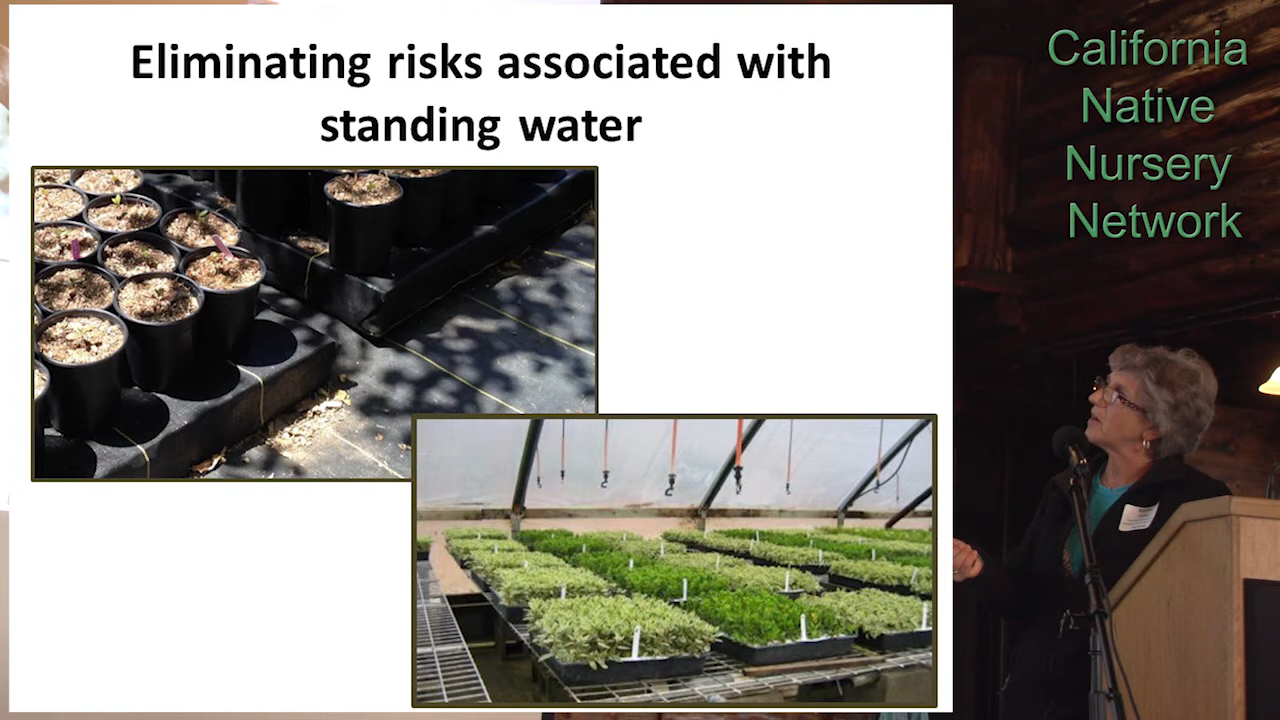 Eliminating risks associated with
standing water
California
Native
Nursery
Network